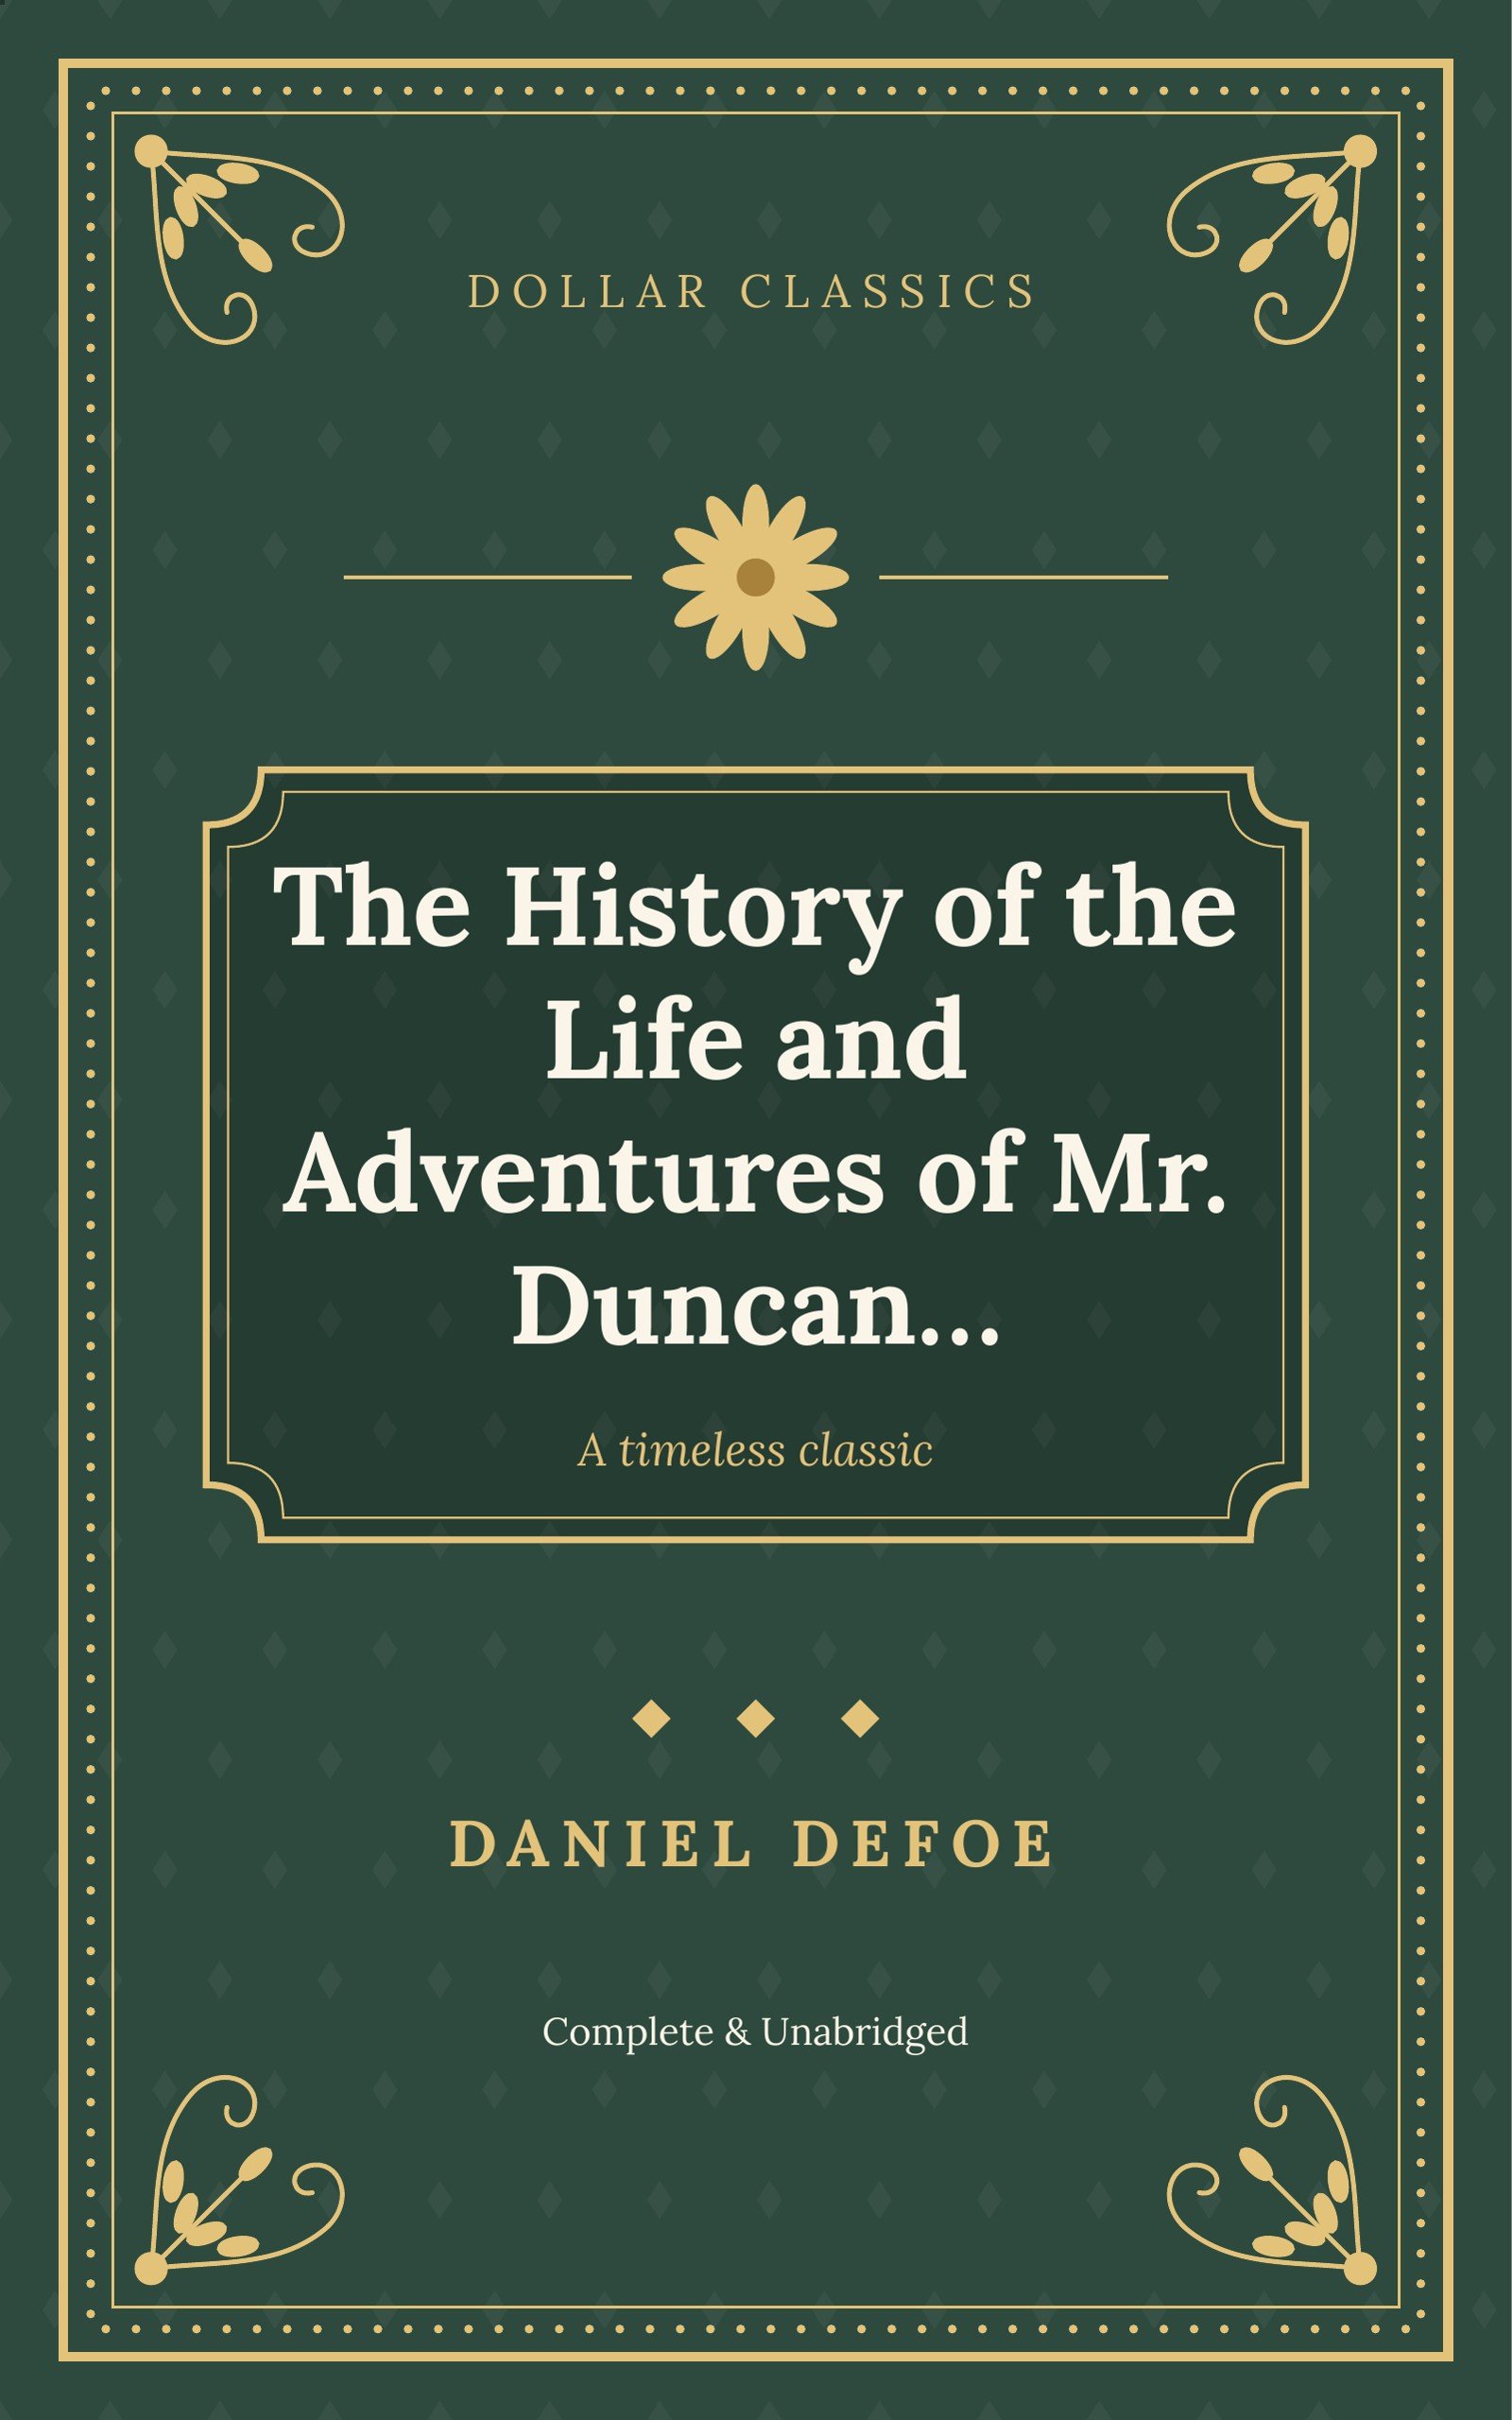 DOLLAR CLASSICS
The History of the
Life and
Adventures of Mr.
Duncan...
A timeless classic
DANIEL DEFOE
Complete & Unabridged